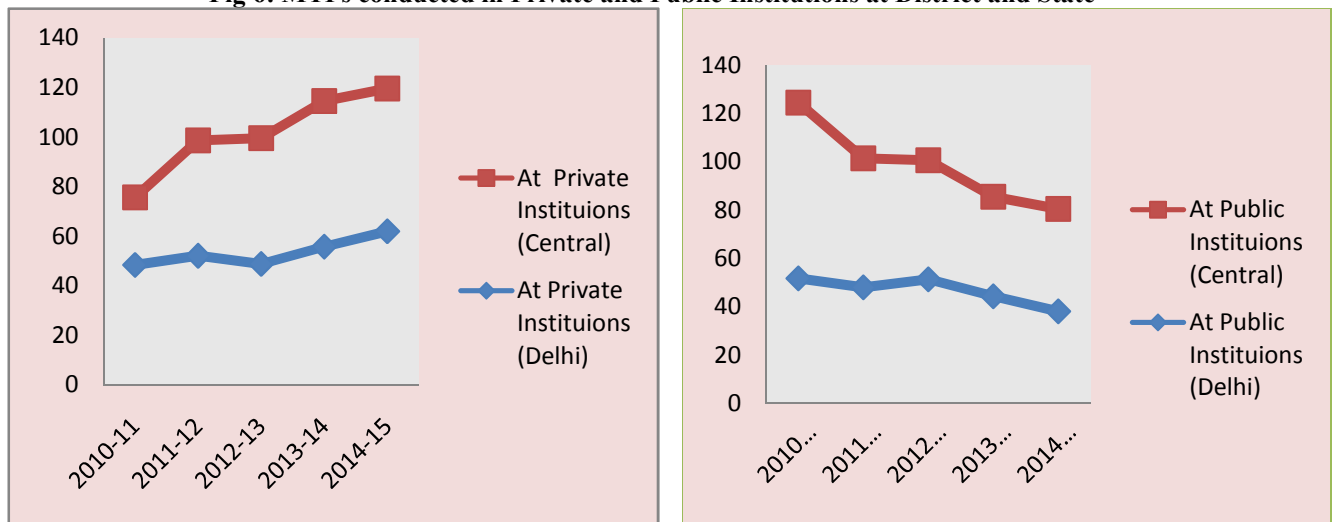 Fig 6: MTPs conducted in Private and Public Institutions at District and State
140
120
100
80
60
40
20
0
2010-11
2011-12
2012-13
2013-14
2014-15
At Private
Instituions
(Central)
At Private
Instituions
(Delhi)
140
120
100
80
60
40
20
0
2010...
2011...
2012...
2013...
2014...
At Public
Instituions
(Central)
At Public
Instituions
(Delhi)